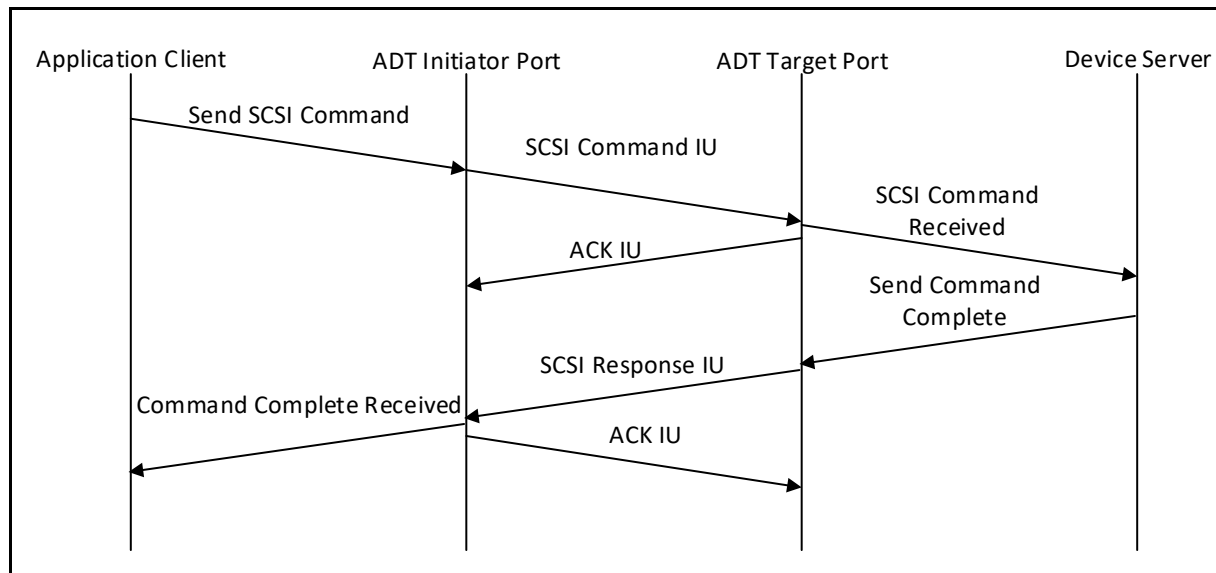 Application Client
ADT Initiator Port
ADT Target Port
Device Server
Send SCSI Command
SCSI Command IU
SCSI Command
Received
ACK IU
Send Command
Complete
SCSI Response IU
Command Complete Received
ACK IU